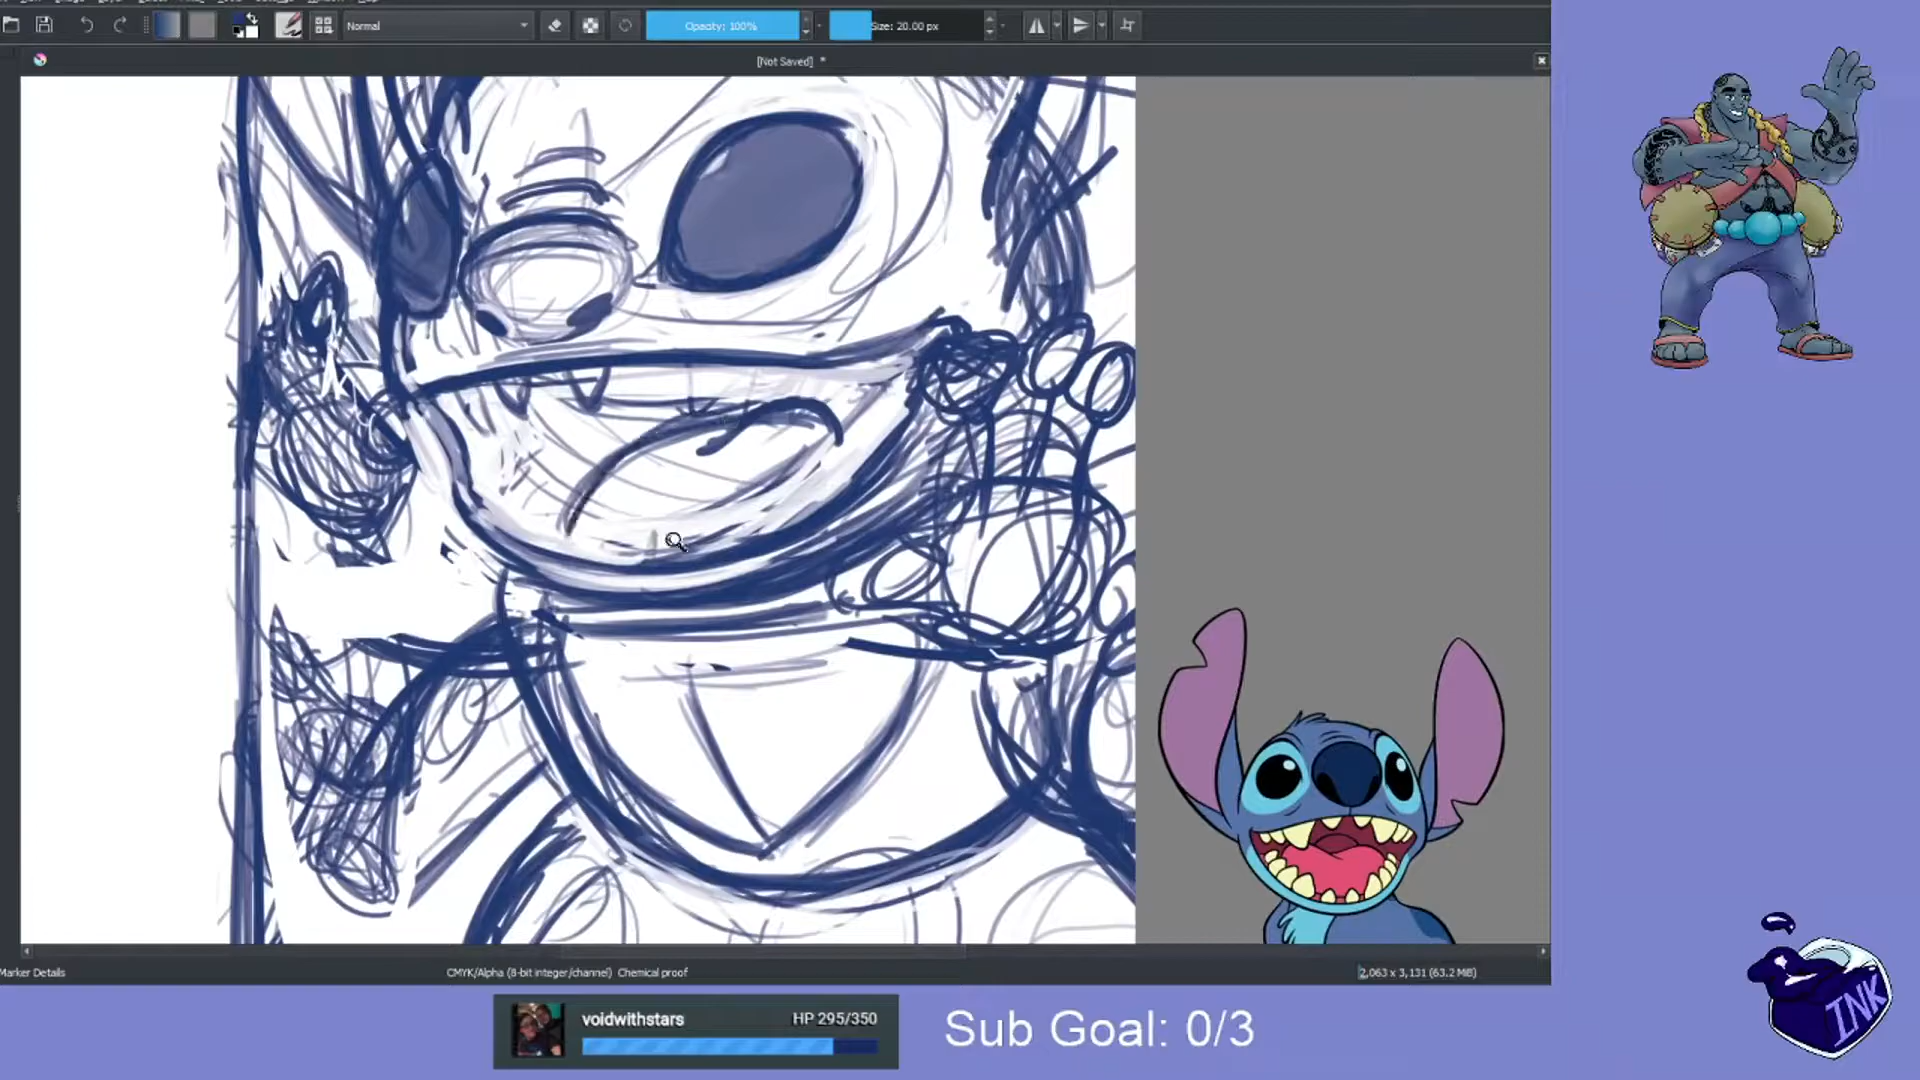 Normal
Opacity: 100%
Size: 20.00 px
[Not Saved] *
Marker Details
CMYK/Alpha (8-bit integer/channel) Chemical proof
2,063 x 3,131 (63.2 MiB)
voidwithstars
HP 295/350
Sub Goal: 0/3
INK